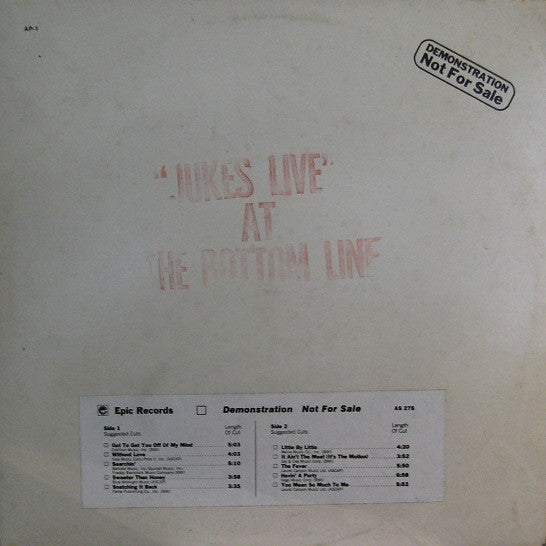 AP-1
DEMONSTRATION
Not For Sale
"JUKES LIVE"
AT
THE BOTTOM LINE
e Epic Records Demonstration Not For Sale AS 275
Side 1 Length
Suggested Cuts Of Cut
Got To Get You Off Of My Mind 5:03
Without Love 4:03
Searchin' 5:10
Sweeter Than Honey 3:58
Snatching It Back 3:35
Side 2 Length
Suggested Cuts Of Cut
Little By Little 4:20
It Ain't The Meat (It's The Motion) 3:52
The Fever 5:50
Havin' A Party 6:58
You Mean So Much To Me 5:53